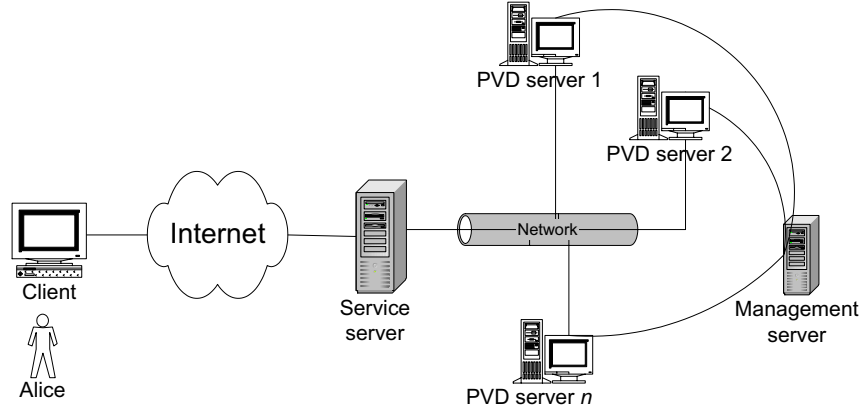 PVD server 1
PVD server 2
Internet
Network
Client
Service
server
Management
server
Alice
PVD server n